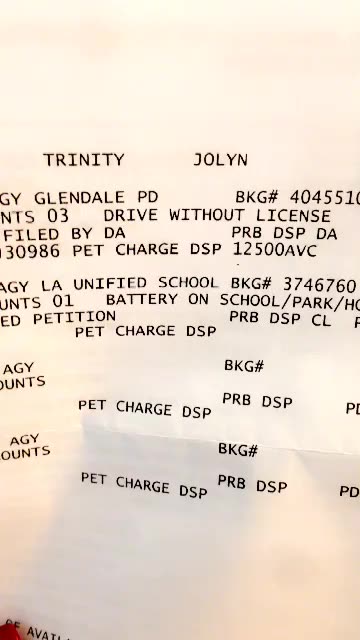 TRINITY JOLYN
GY GLENDALE PD BKG# 4045510
NTS 03 DRIVE WITHOUT LICENSE
FILED BY DA PRB DSP DA
030986 PET CHARGE DSP 12500AVC
AGY LA UNIFIED SCHOOL BKG# 3746760
UNTS 01 BATTERY ON SCHOOL/PARK/HO
ED PETITION PRB DSP CL
PET CHARGE DSP
AGY BKG#
OUNTS
PET CHARGE DSP PRB DSP PD
AGY BKG#
OUNTS
PET CHARGE DSP PRB DSP PD
OF AVAIL